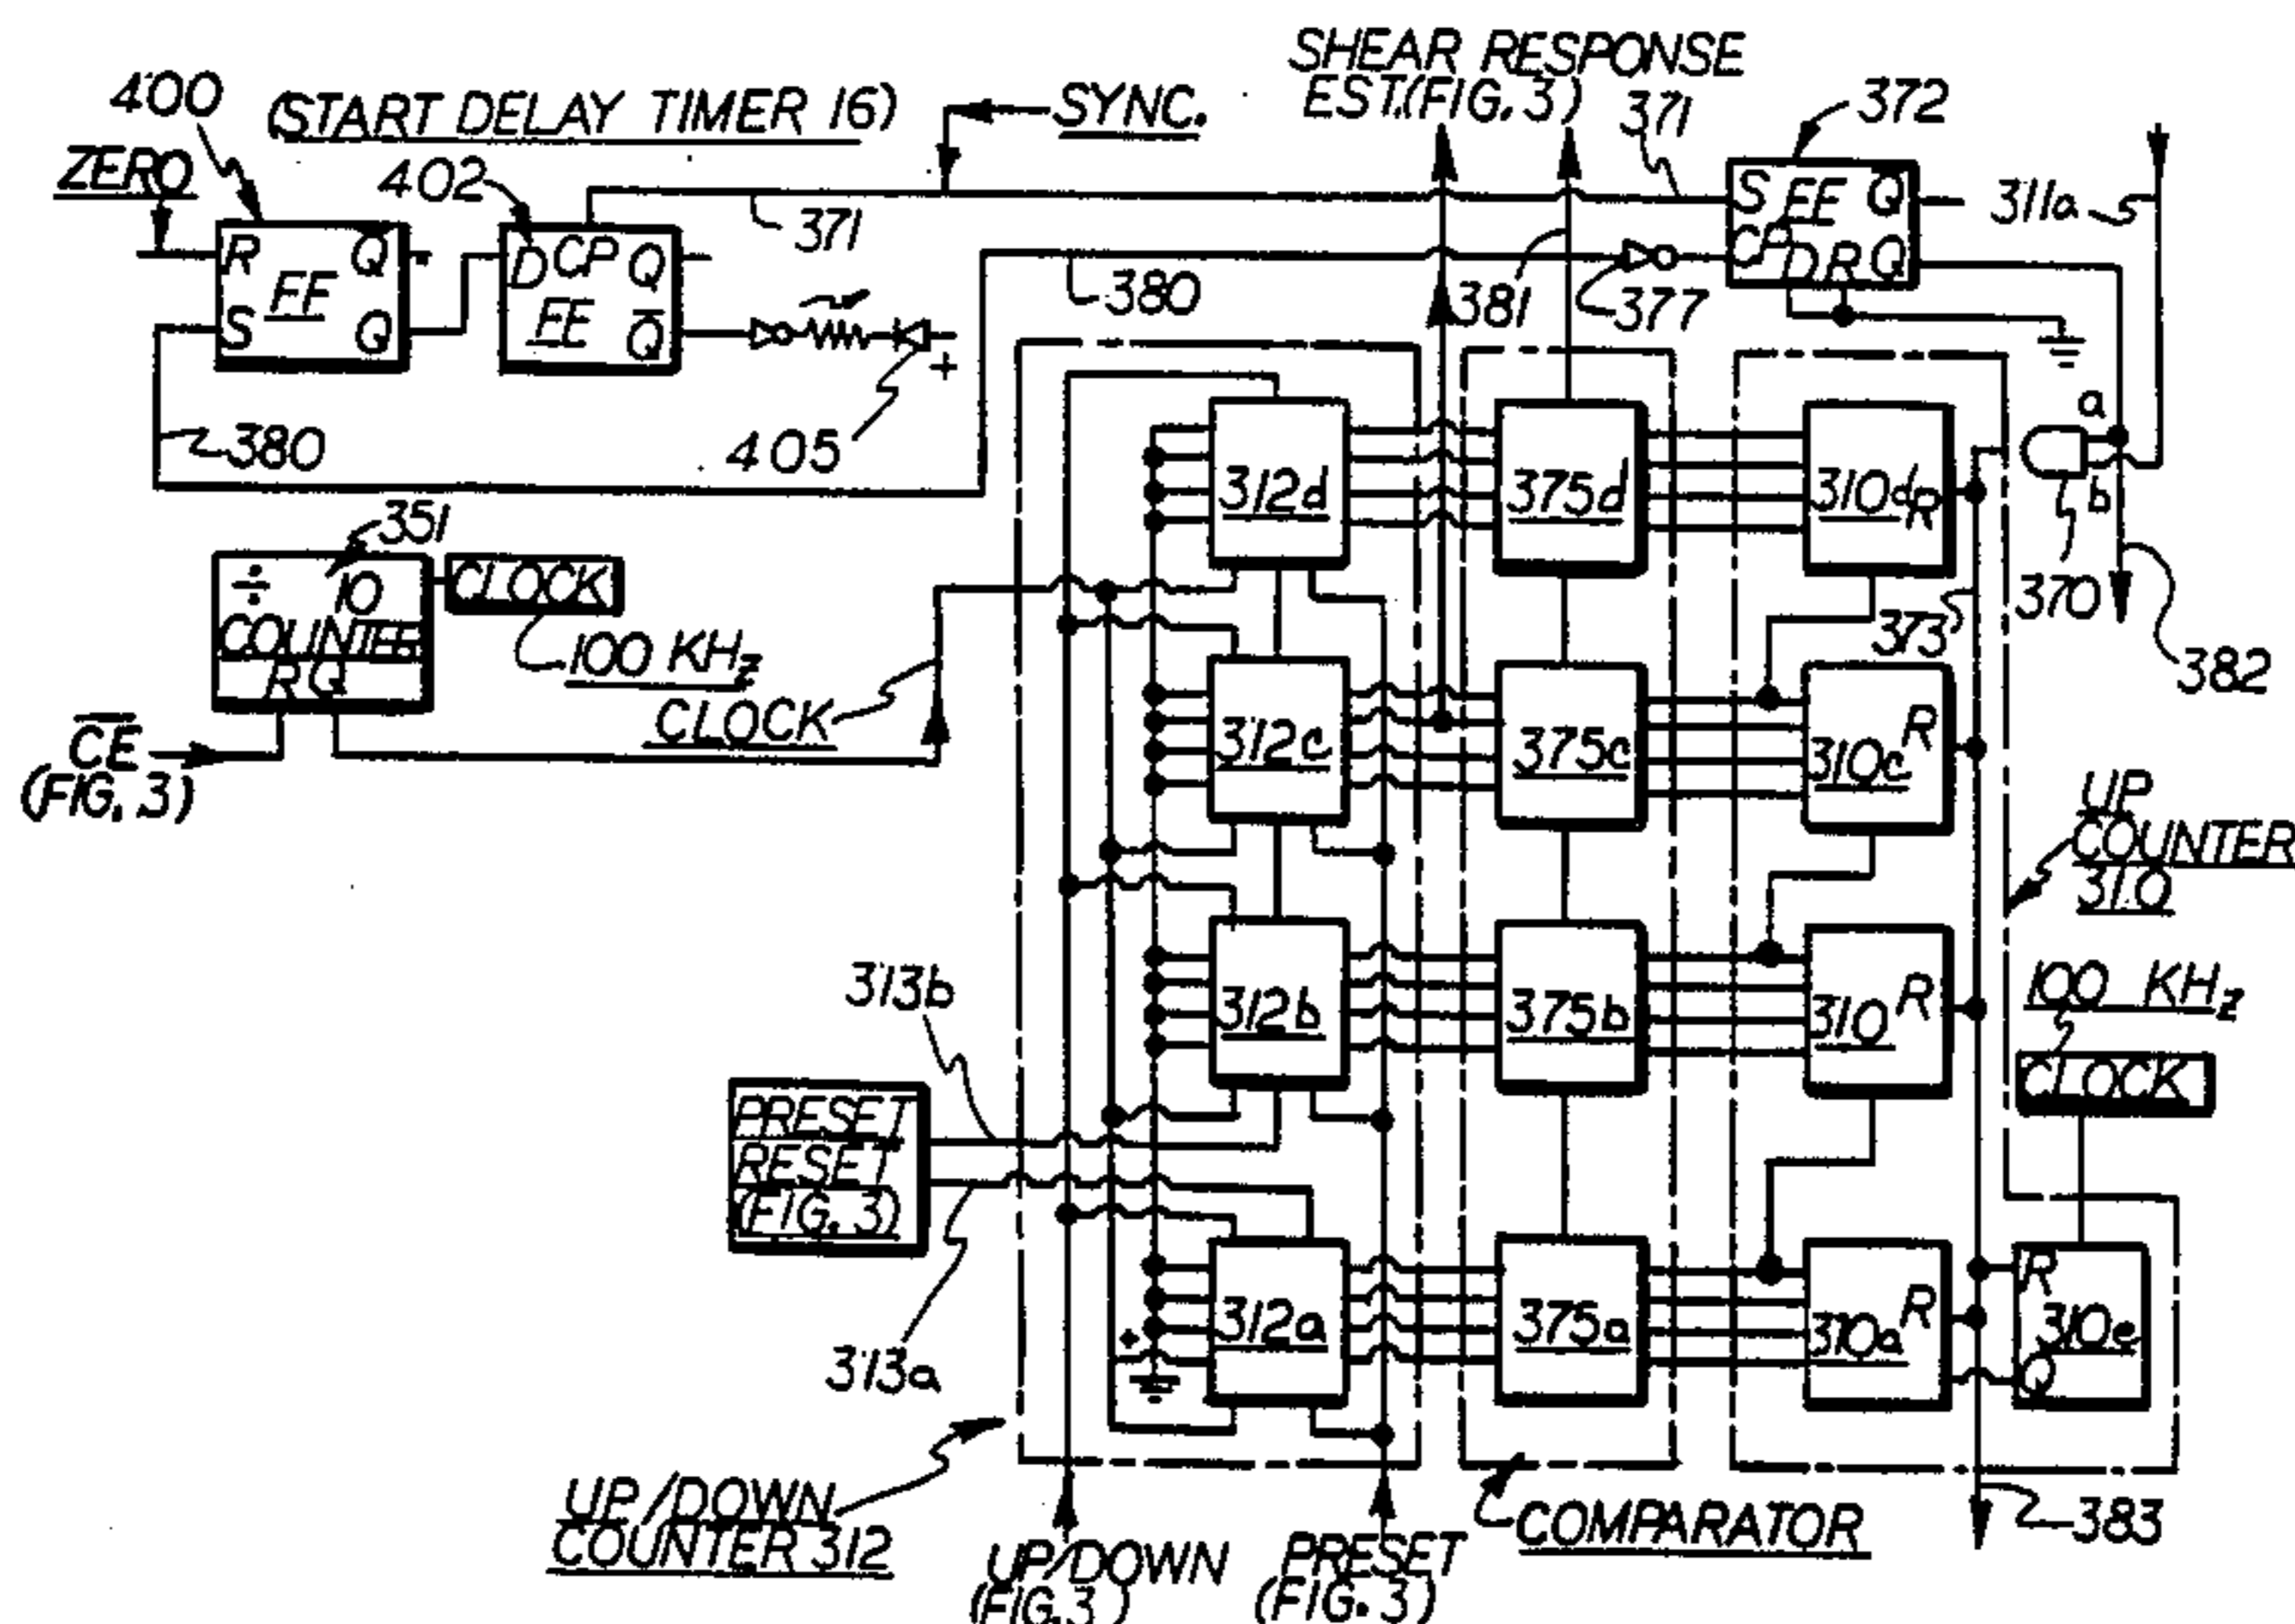 400
(START DELAY TIMER 16)
SYNC.
SHEAR RESPONSE
EST.(FIG. 3)
371
372
ZERO
402
311a
R Q̅
FF
S Q
D CP Q
FF
Q̅
371
380
381
377
S FF Q̅
CP D R Q
+
405
380
a
b
370
373
382
351
÷ 10
COUNTER
R Q
CLOCK
100 KHz
CLOCK
C̅E̅
(FIG. 3)
312d
375d
310d
R
312c
375c
310c
R
312b
375b
310
R
312a
375a
310a
R
R
310e
Q
UP
COUNTER
310
100 KHz
CLOCK
313b
PRESET
RESET
(FIG. 3)
313a
+
UP/DOWN
COUNTER 312
UP/DOWN
(FIG. 3)
PRESET
(FIG. 3)
COMPARATOR
383